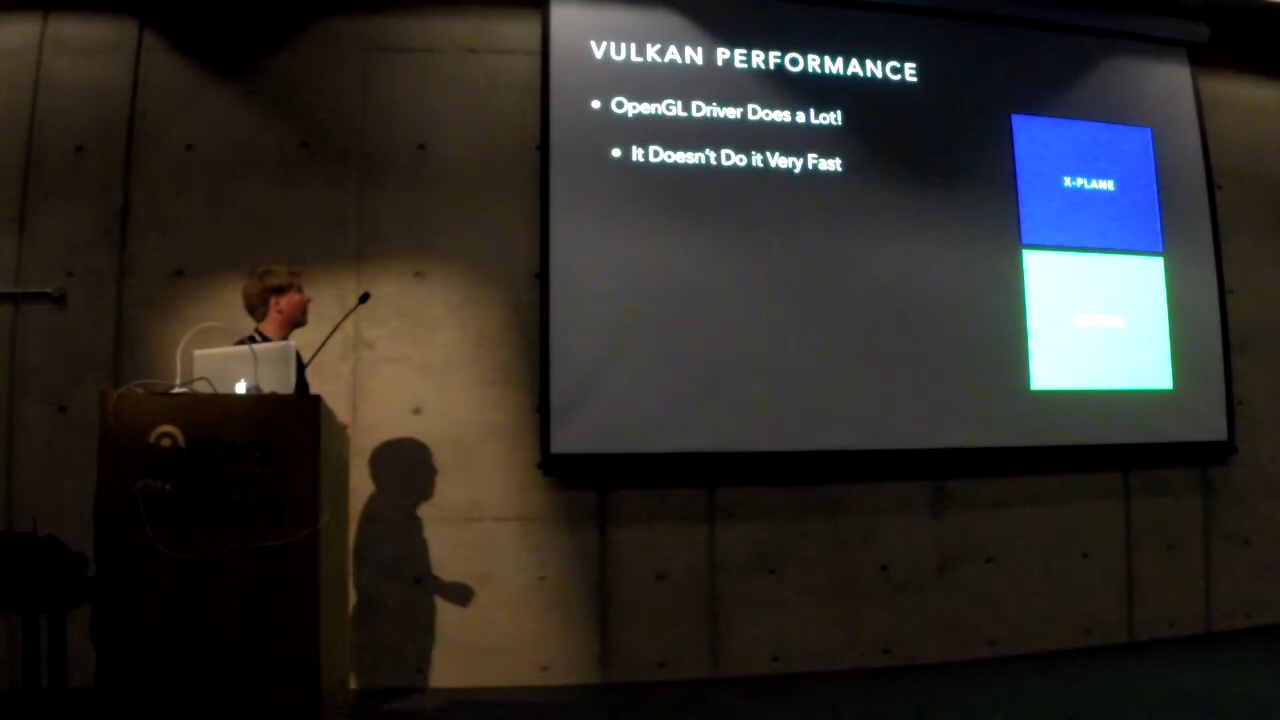 VULKAN PERFORMANCE
• OpenGL Driver Does a Lot!
• It Doesn't Do it Very Fast
X-PLANE